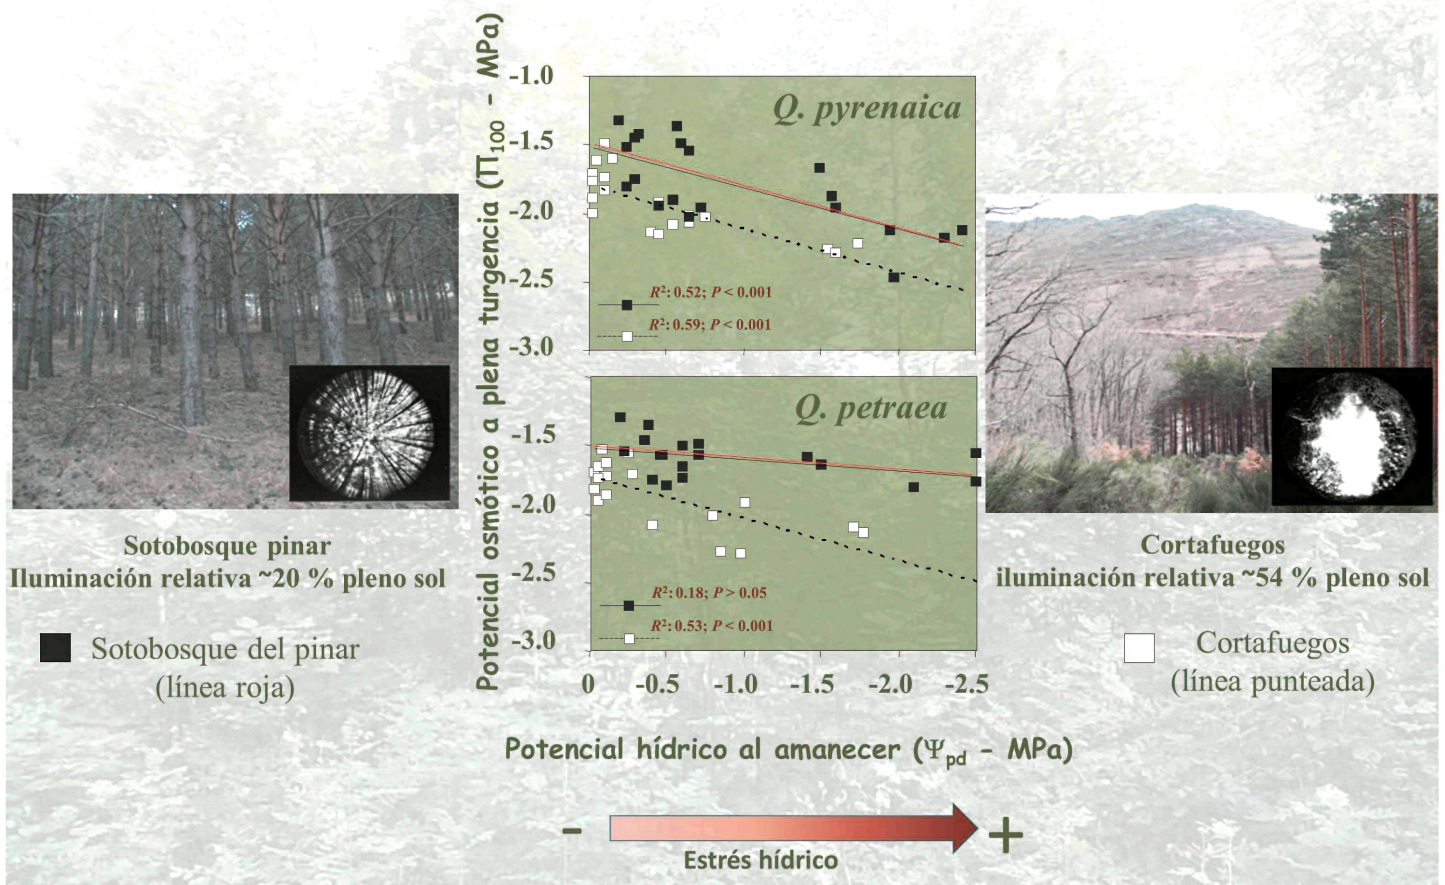 Potencial osmótico a plena turgencia (Π100 - MPa)
-1.0
-1.5
-2.0
-2.5
-3.0
Q. pyrenaica
R²: 0.52; P < 0.001
R²: 0.59; P < 0.001
-1.5
-2.0
-2.5
-3.0
Q. petraea
R²: 0.18; P > 0.05
R²: 0.53; P < 0.001
0 -0.5 -1.0 -1.5 -2.0 -2.5
Potencial hídrico al amanecer (Ψpd - MPa)
- +
Estrés hídrico
Sotobosque pinar
Iluminación relativa ~20 % pleno sol
Sotobosque del pinar
(línea roja)
Cortafuegos
iluminación relativa ~54 % pleno sol
Cortafuegos
(línea punteada)